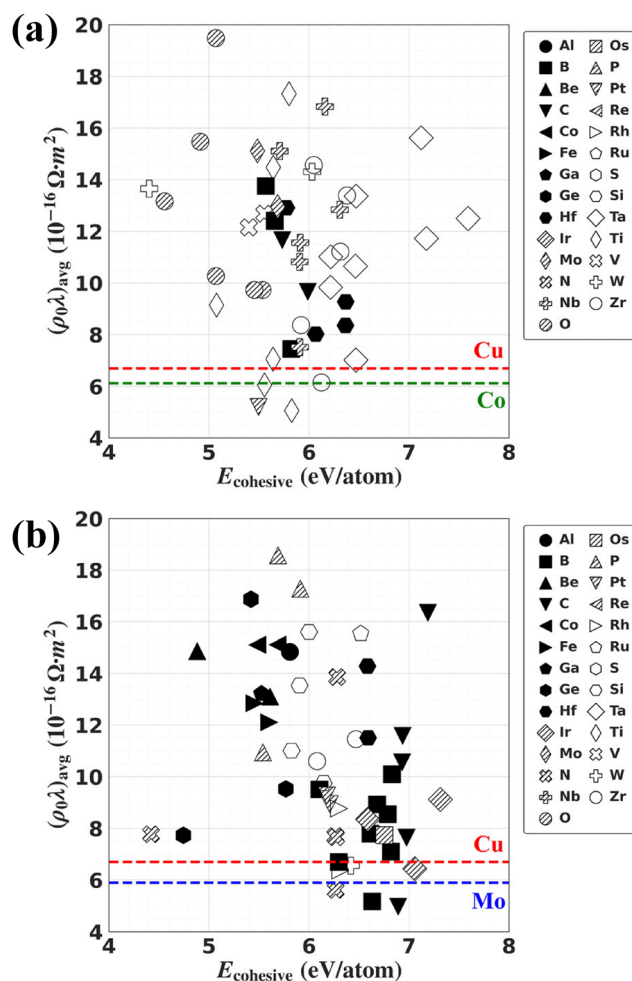 (a)
20
18
16
14
12
10
8
6
4
(ρ₀λ)avg (10⁻¹⁶ Ω·m²)
Cu
Co
4 5 6 7 8
Ecohesive (eV/atom)
Al Os
B P
Be Pt
C Re
Co Rh
Fe Ru
Ga S
Ge Si
Hf Ta
Ir Ti
Mo V
N W
Nb Zr
O
(b)
20
18
16
14
12
10
8
6
4
(ρ₀λ)avg (10⁻¹⁶ Ω·m²)
Cu
Mo
4 5 6 7 8
Ecohesive (eV/atom)
Al Os
B P
Be Pt
C Re
Co Rh
Fe Ru
Ga S
Ge Si
Hf Ta
Ir Ti
Mo V
N W
Nb Zr
O